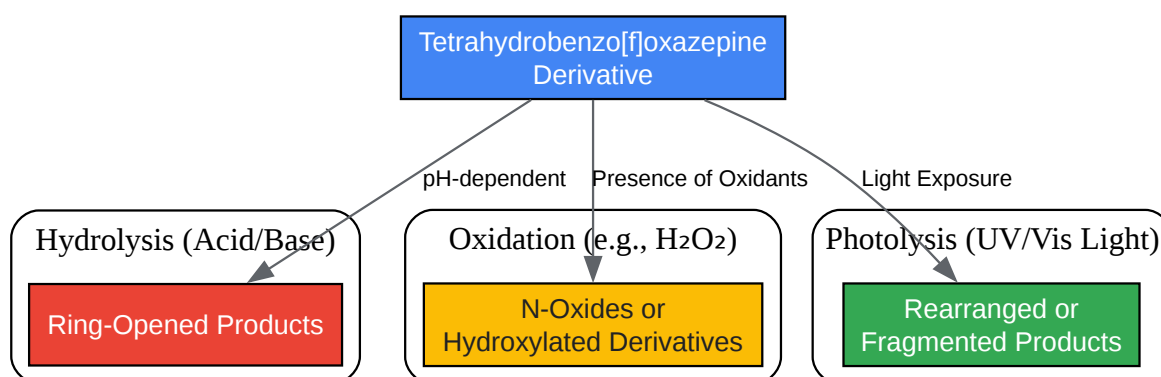 Tetrahydrobenzo[f]oxazepine
Derivative
pH-dependent
Presence of Oxidants
Light Exposure
Hydrolysis (Acid/Base)
Oxidation (e.g., H₂O₂)
Photolysis (UV/Vis Light)
Ring-Opened Products
N-Oxides or
Hydroxylated Derivatives
Rearranged or
Fragmented Products